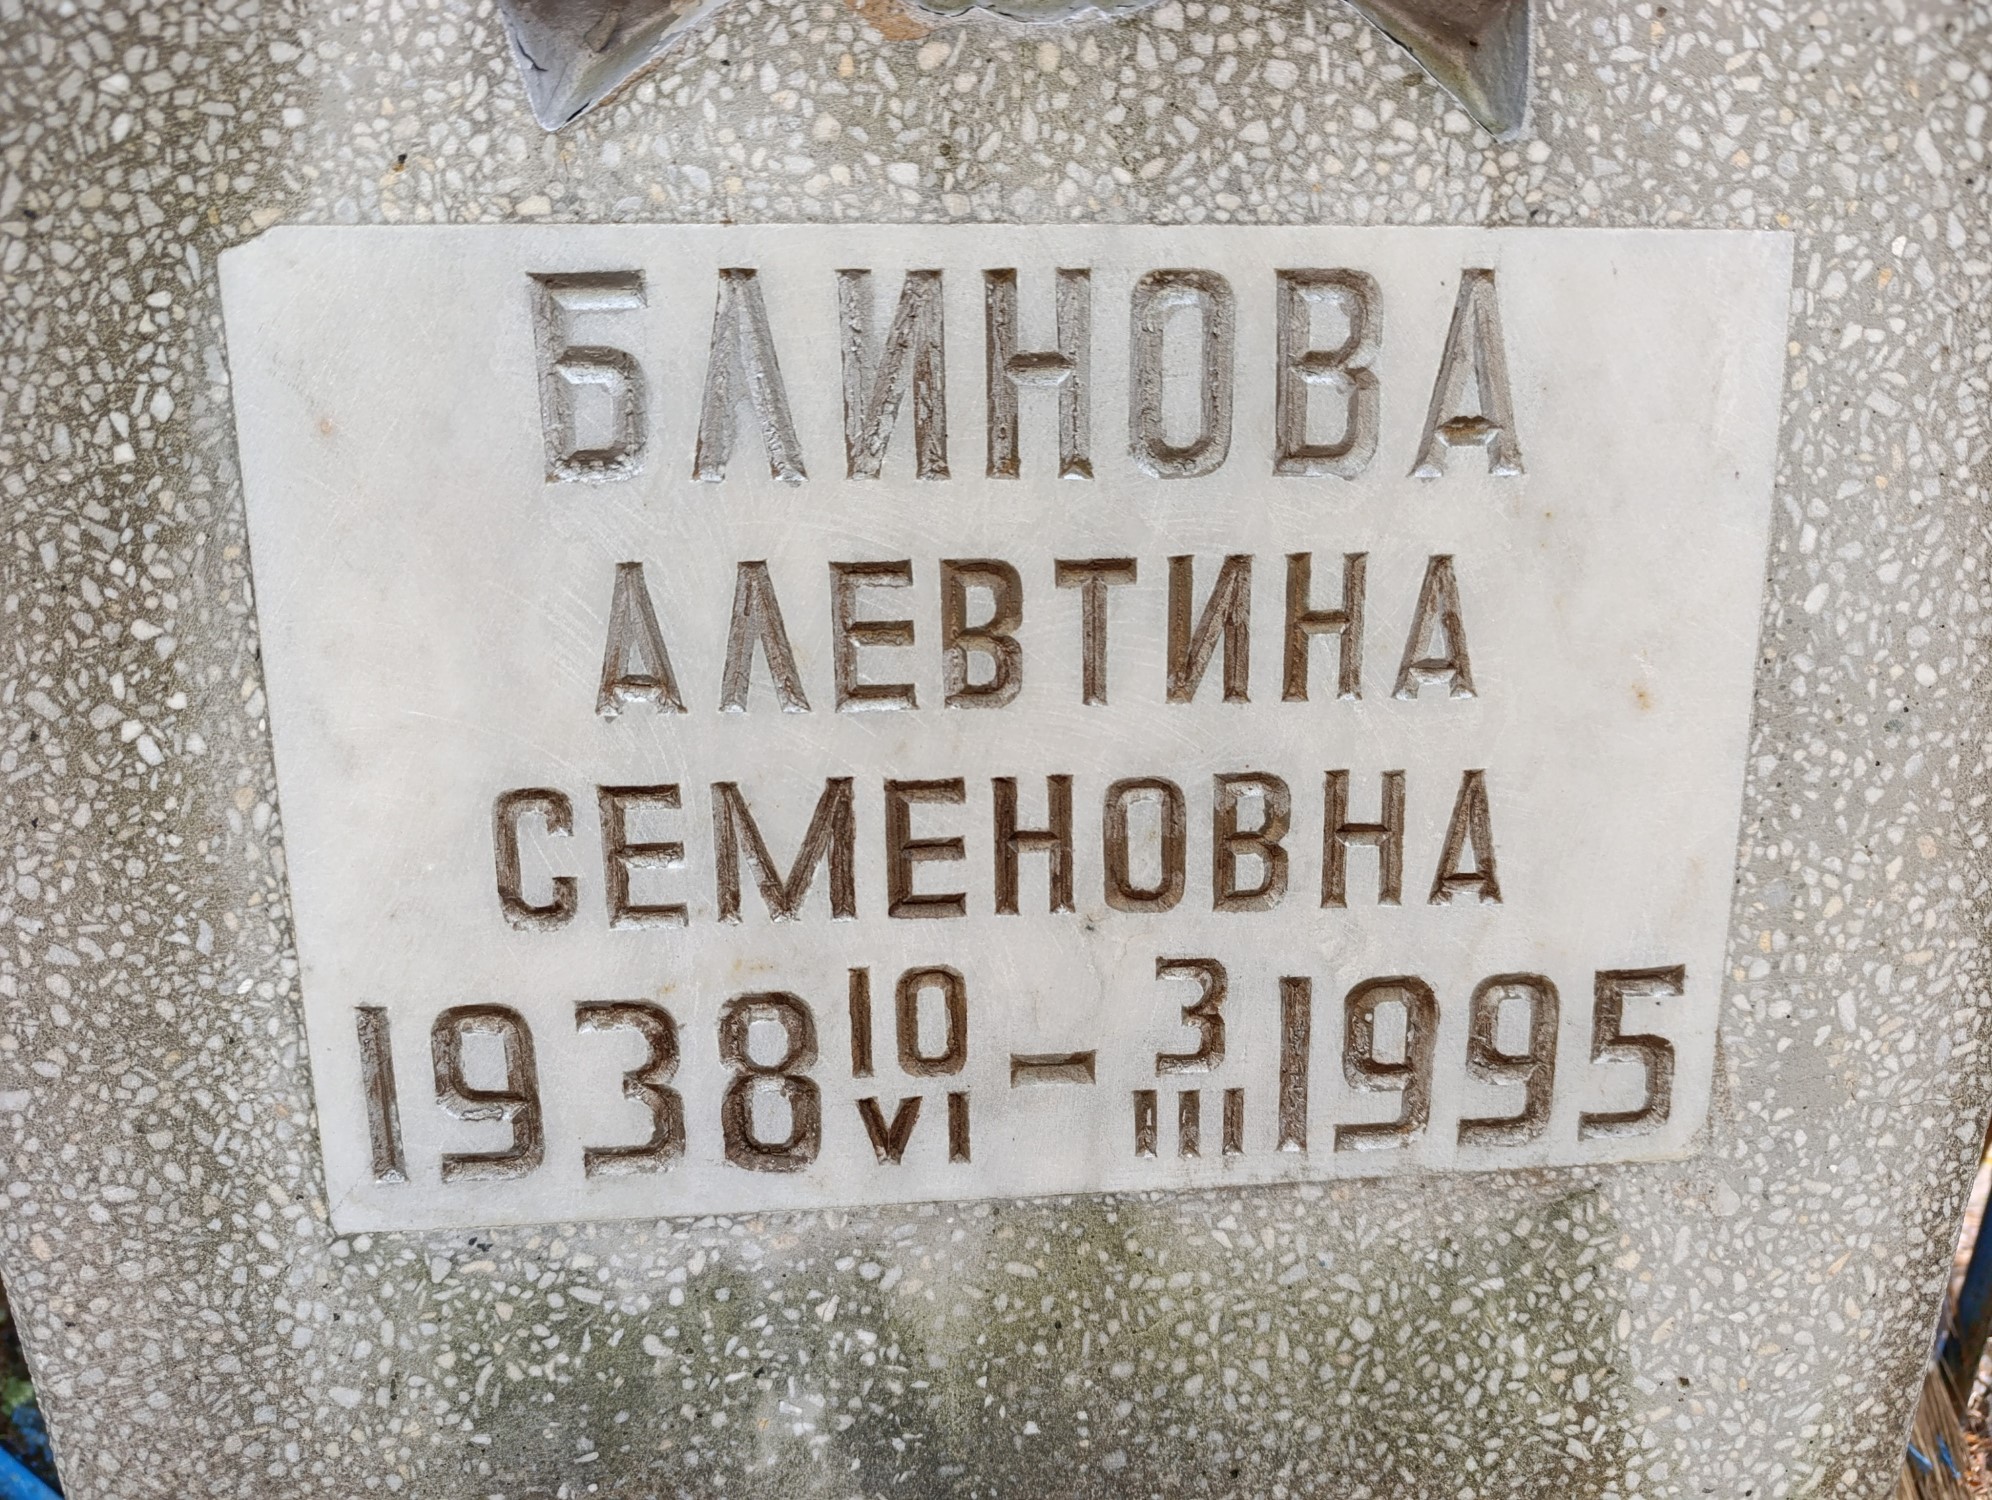 БЛИНОВА
АЛЕВТИНА
СЕМЕНОВНА
1938 10/VI – 3/III 1995